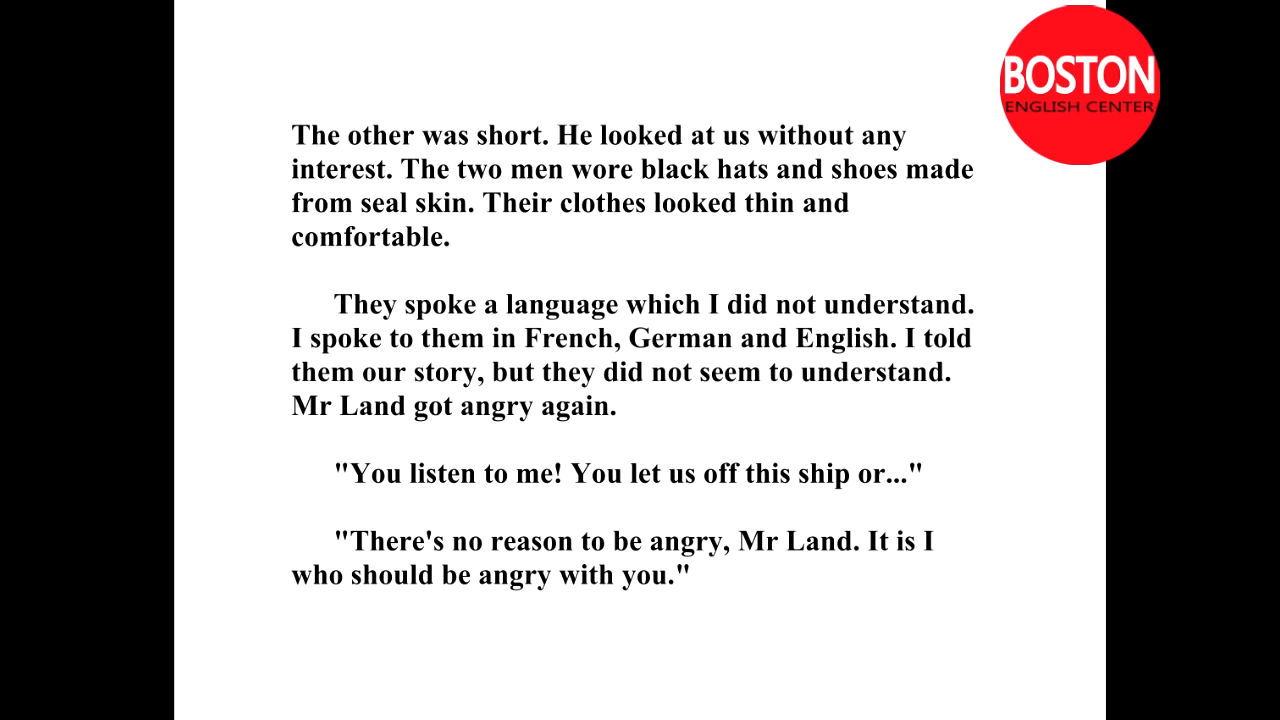 BOSTON
ENGLISH CENTER
The other was short. He looked at us without any
interest. The two men wore black hats and shoes made
from seal skin. Their clothes looked thin and
comfortable.
They spoke a language which I did not understand.
I spoke to them in French, German and English. I told
them our story, but they did not seem to understand.
Mr Land got angry again.
"You listen to me! You let us off this ship or..."
"There's no reason to be angry, Mr Land. It is I
who should be angry with you."